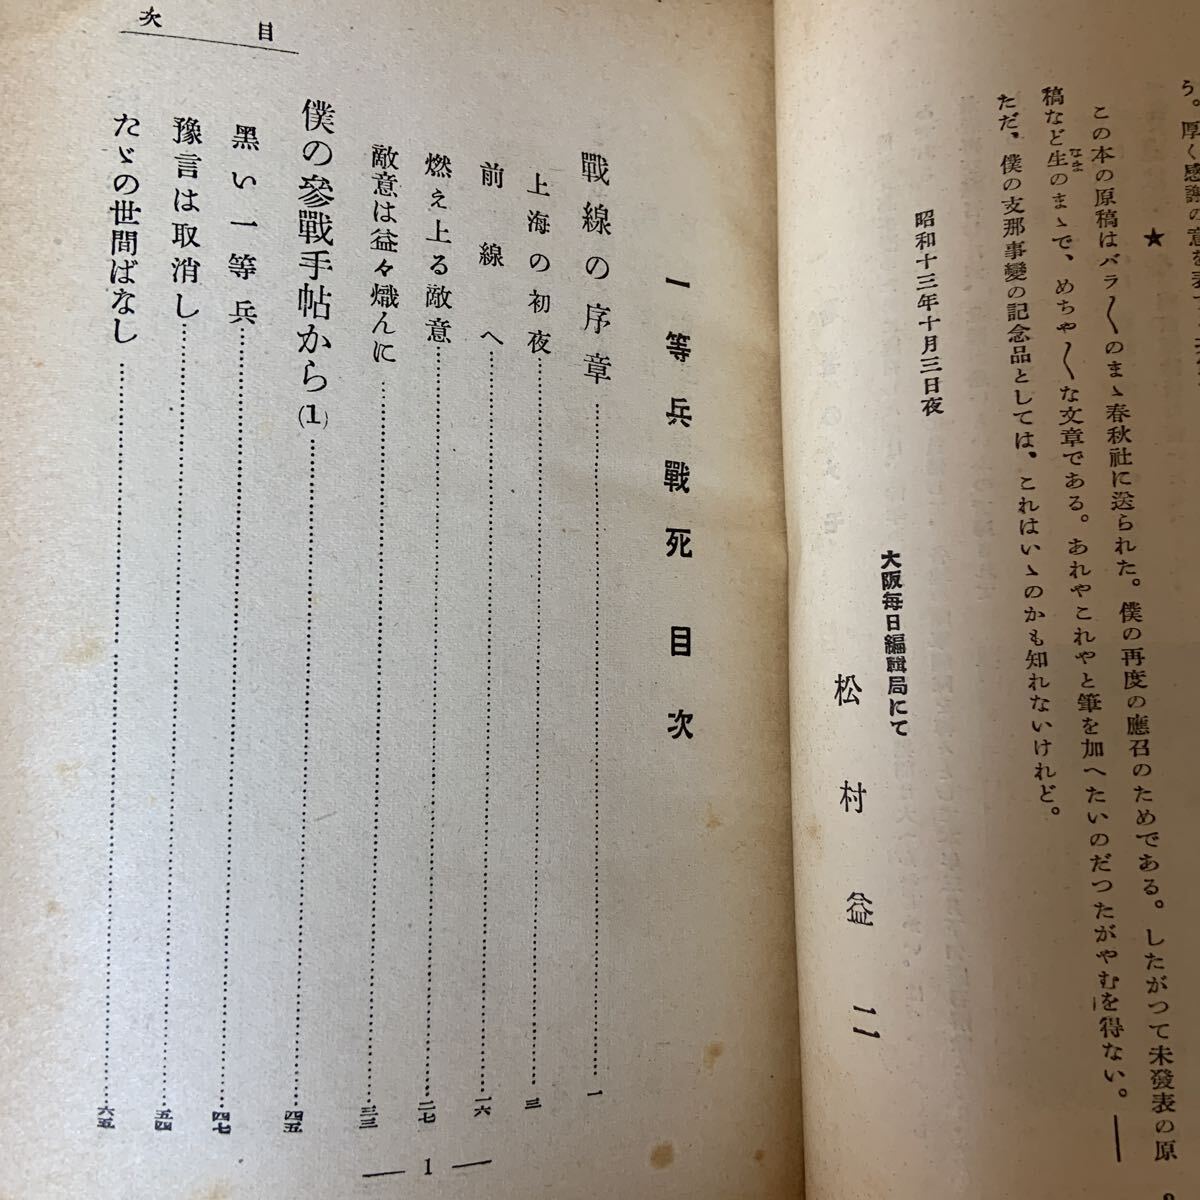 う。厚く感謝の意を表
★
この本の原稿はバラ〱のまゝ春秋社に送られた。僕の再度の應召のためである。したがつて未發表の原
稿など生のまゝで、めちや〱な文章である。あれやこれやと筆を加へたいのだつたがやむを得ない。――
なま
ただ、僕の支那事變の記念品としては、これはいゝのかも知れないけれど。
昭和十三年十月三日夜
大阪每日編輯局にて
松村益二
一等兵戰死 目次
戰線の序章……一
上海の初夜……三
前線へ……一六
燃え上る敵意……二七
敵意は益々熾んに……三三
僕の參戰手帖から(1)……四五
黑い一等兵……四七
豫言は取消し……五四
たゞの世間ばなし……六五
目次
― 1 ―